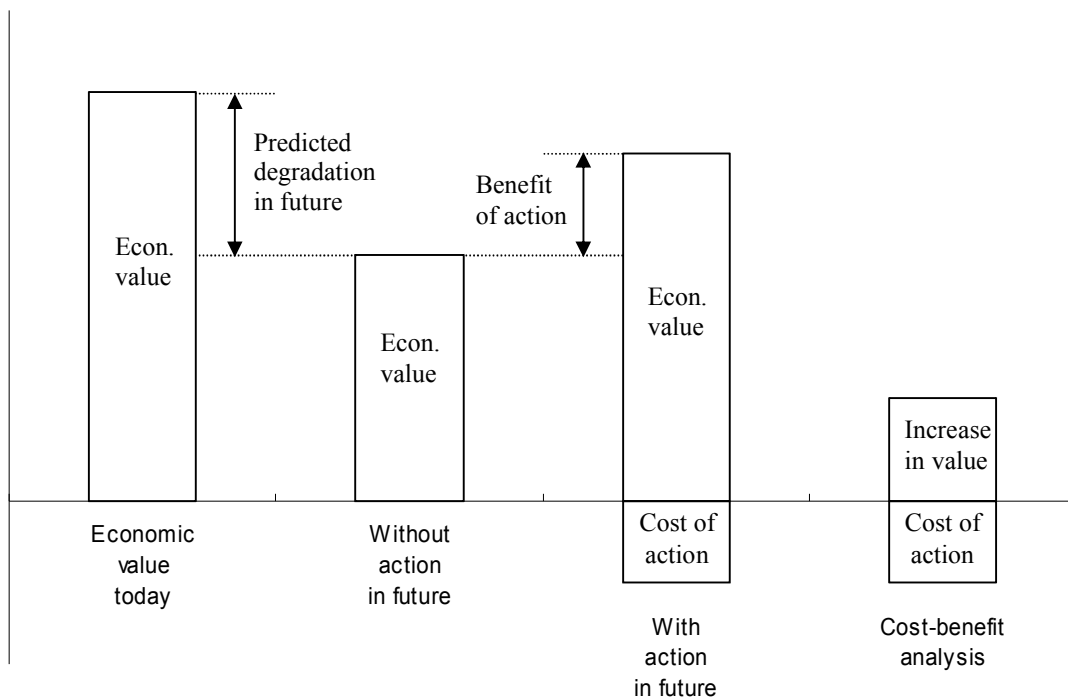 Predicted
degradation
in future
Benefit
of action
Econ.
value
Econ.
value
Econ.
value
Increase
in value
Cost of
action
Cost of
action
Economic
value
today
Without
action
in future
With
action
in future
Cost-benefit
analysis